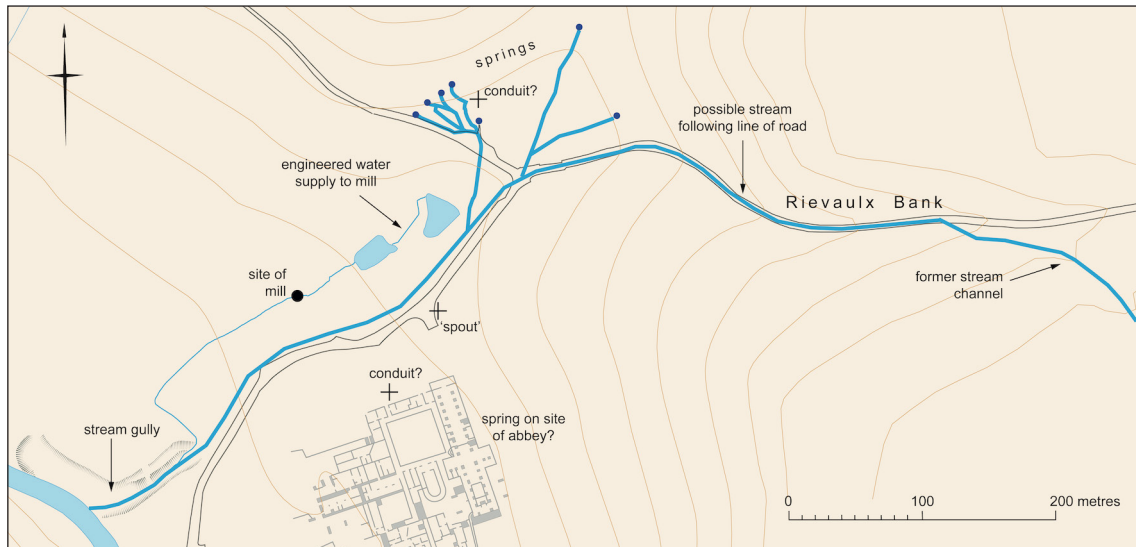 springs
conduit?
possible stream
following line of road
engineered water
supply to mill
Rievaulx Bank
site of
mill
former stream
channel
'spout'
conduit?
spring on site
of abbey?
stream gully
0 100 200 metres